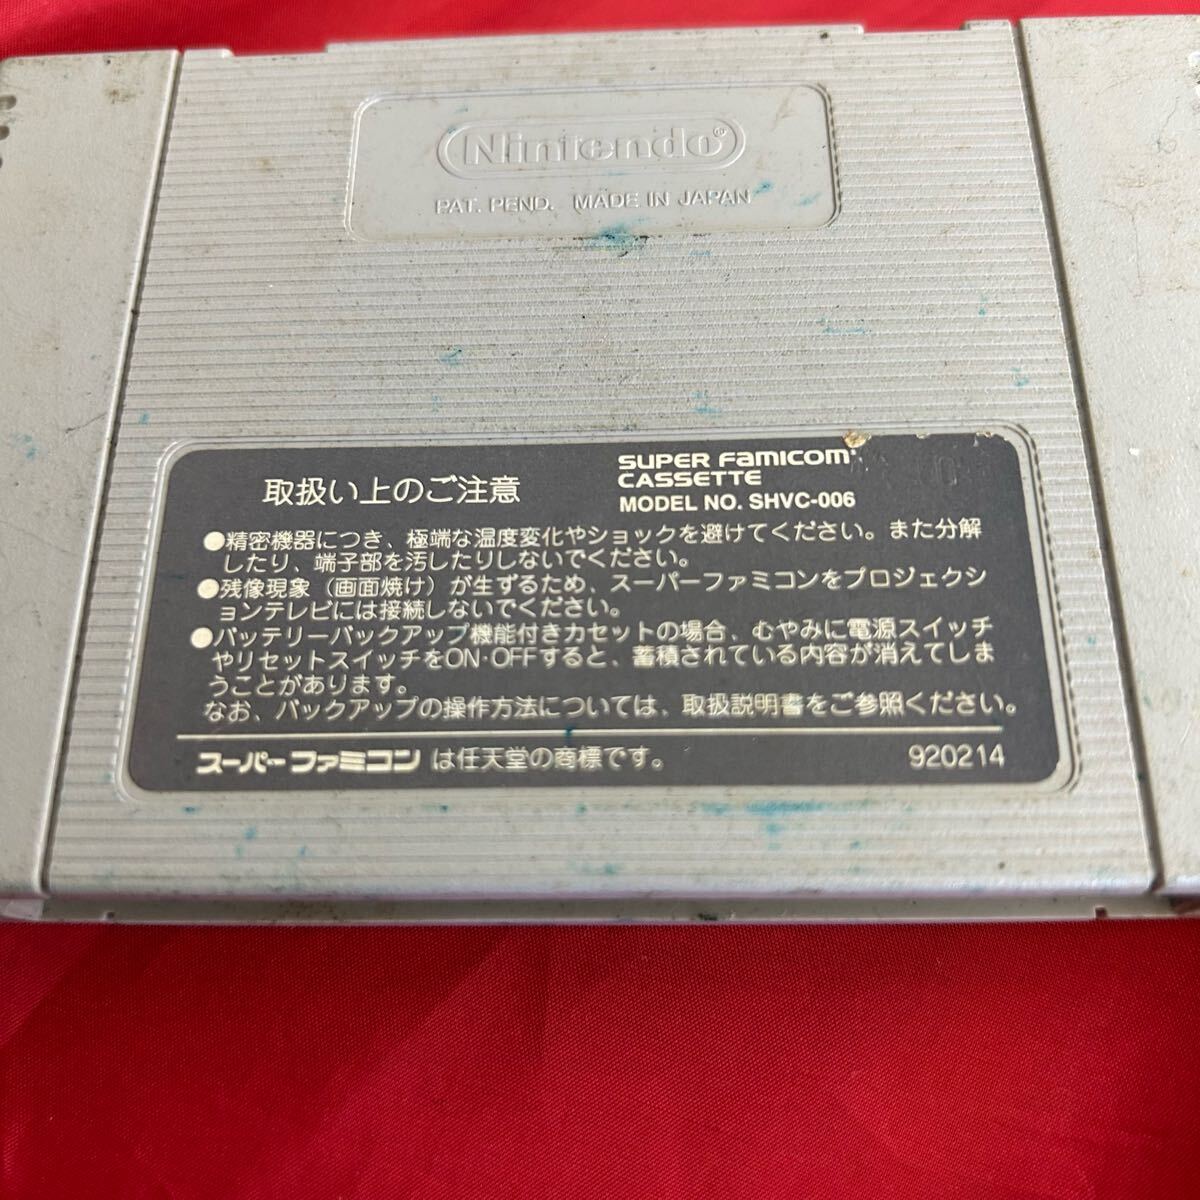 Nintendo®
PAT. PEND. MADE IN JAPAN
取扱い上のご注意
SUPER FAMICOM
CASSETTE
MODEL NO. SHVC-006
●精密機器につき、極端な温度変化やショックを避けてください。また分解
したり、端子部を汚したりしないでください。
●残像現象(画面焼け)が生ずるため、スーパーファミコンをプロジェクシ
ョンテレビには接続しないでください。
●バッテリーバックアップ機能付きカセットの場合、むやみに電源スイッチ
やリセットスイッチをON·OFFすると、蓄積されている内容が消えてしま
うことがあります。
なお、バックアップの操作方法については、取扱説明書をご参照ください。
スーパーファミコンは任天堂の商標です。
920214